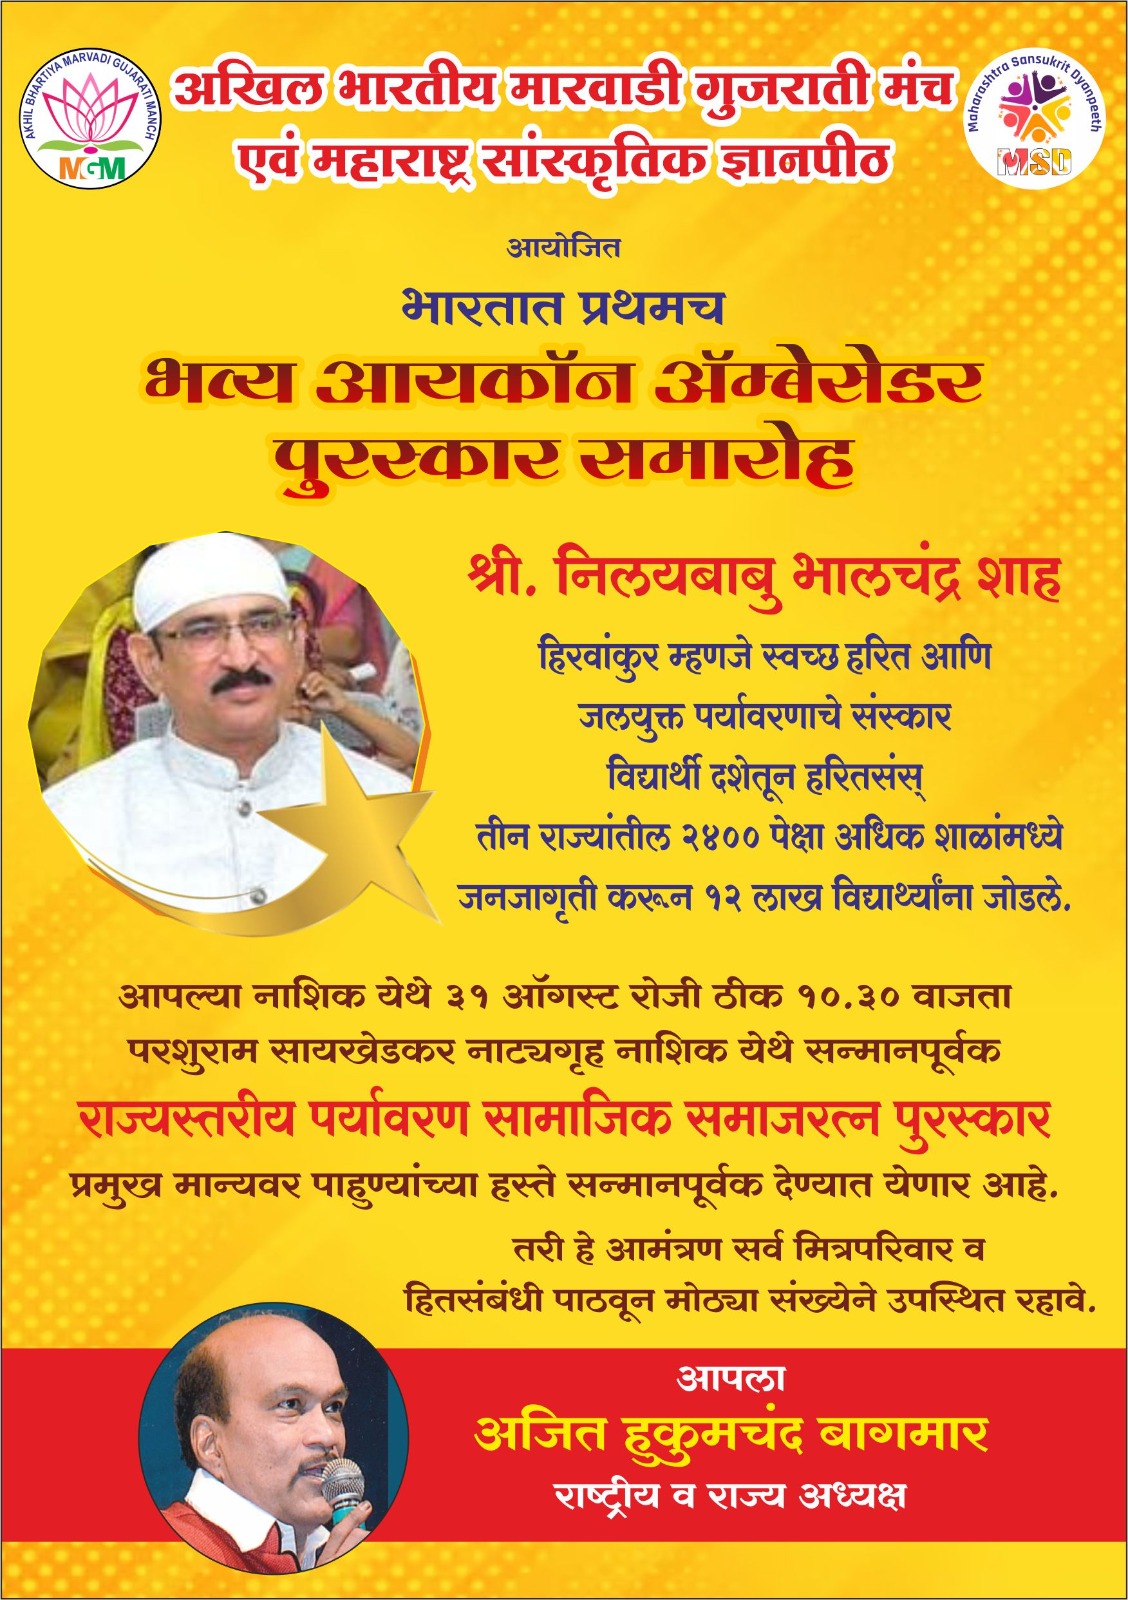 AKHIL BHARTIYA MARVADI GUJARATI MANCH
MGM
अखिल भारतीय मारवाडी गुजराती मंच
एवं महाराष्ट्र सांस्कृतिक ज्ञानपीठ
Maharashtra Sansukrit Dyanpeeth
MSD
आयोजित
भारतात प्रथमच
भव्य आयकॉन ॲम्बेसेडर
पुरस्कार समारोह
श्री. निलयबाबु भालचंद्र शाह
हिरवांकुर म्हणजे स्वच्छ हरित आणि
जलयुक्त पर्यावरणाचे संस्कार
विद्यार्थी दशेतून हरितसंस्
तीन राज्यांतील २४०० पेक्षा अधिक शाळांमध्ये
जनजागृती करून १२ लाख विद्यार्थ्यांना जोडले.
आपल्या नाशिक येथे ३१ ऑगस्ट रोजी ठीक १०.३० वाजता
परशुराम सायखेडकर नाट्यगृह नाशिक येथे सन्मानपूर्वक
राज्यस्तरीय पर्यावरण सामाजिक समाजरत्न पुरस्कार
प्रमुख मान्यवर पाहुण्यांच्या हस्ते सन्मानपूर्वक देण्यात येणार आहे.
तरी हे आमंत्रण सर्व मित्रपरिवार व
हितसंबंधी पाठवून मोठ्या संख्येने उपस्थित रहावे.
आपला
अजित हुकुमचंद बागमार
राष्ट्रीय व राज्य अध्यक्ष